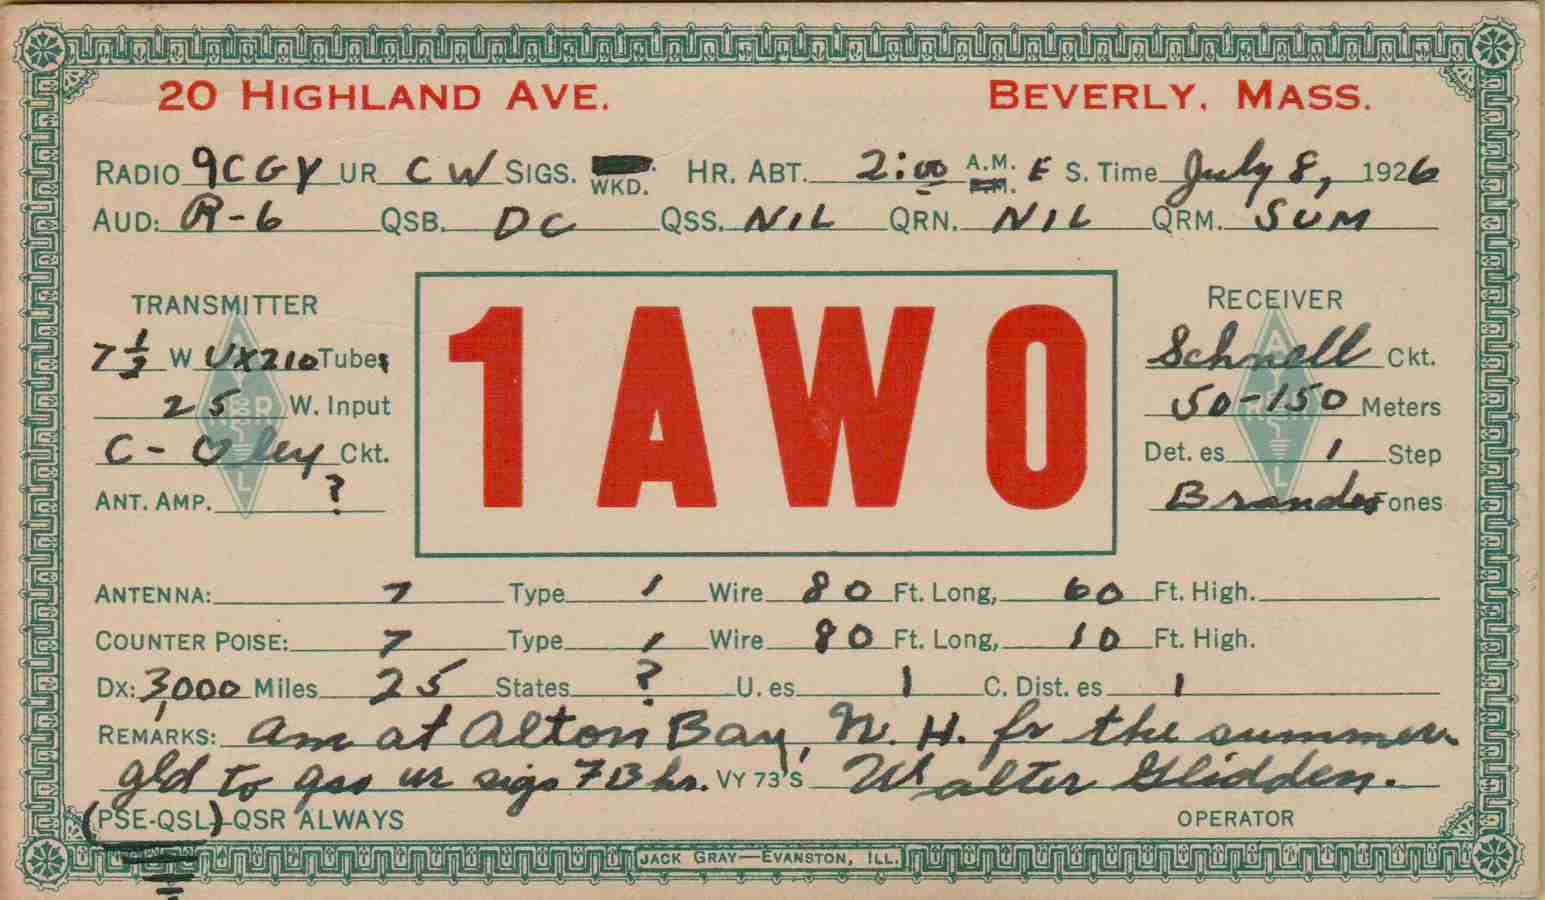 20 HIGHLAND AVE. BEVERLY, MASS.
RADIO 9CGY UR CW SIGS. WKD. HR. ABT. 2:00 A.M. E S. Time July 8, 1926
AUD: R-6 QSB. DC QSS. NIL QRN. NIL QRM. SUM
TRANSMITTER
7½ W UX210 Tubes
25 W. Input
C- Ckt.
ANT. AMP. ?
A
R R
L
1AWO
RECEIVER
Schnell Ckt.
50-150 Meters
Det. es 1 Step
Brandes Fones
A
R R
L
ANTENNA: 7 Type 1 Wire 80 Ft. Long, 60 Ft. High.
COUNTER POISE: 7 Type 1 Wire 80 Ft. Long, 10 Ft. High.
DX: 3,000 Miles 25 States ? U. es 1 C. Dist. es 1
REMARKS: Am at Alton Bay, N. H. fr the summer
gld to qso ur sigs 73 hr. VY 73'S Walter Glidden.
(PSE-QSL)-QSR ALWAYS OPERATOR
JACK GRAY—EVANSTON, ILL.